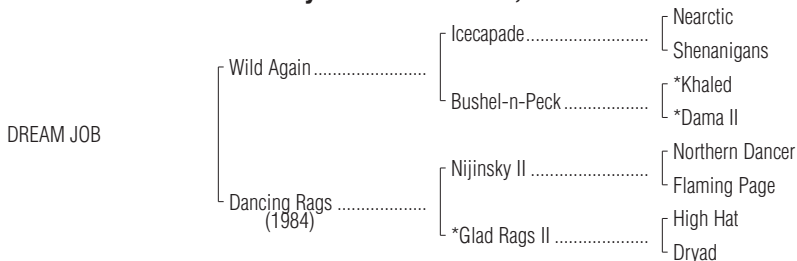 Nearctic
Icecapade
Shenanigans
Wild Again
*Khaled
Bushel-n-Peck
*Dama II
DREAM JOB
Northern Dancer
Nijinsky II
Flaming Page
Dancing Rags
(1984)
High Hat
*Glad Rags II
Dryad